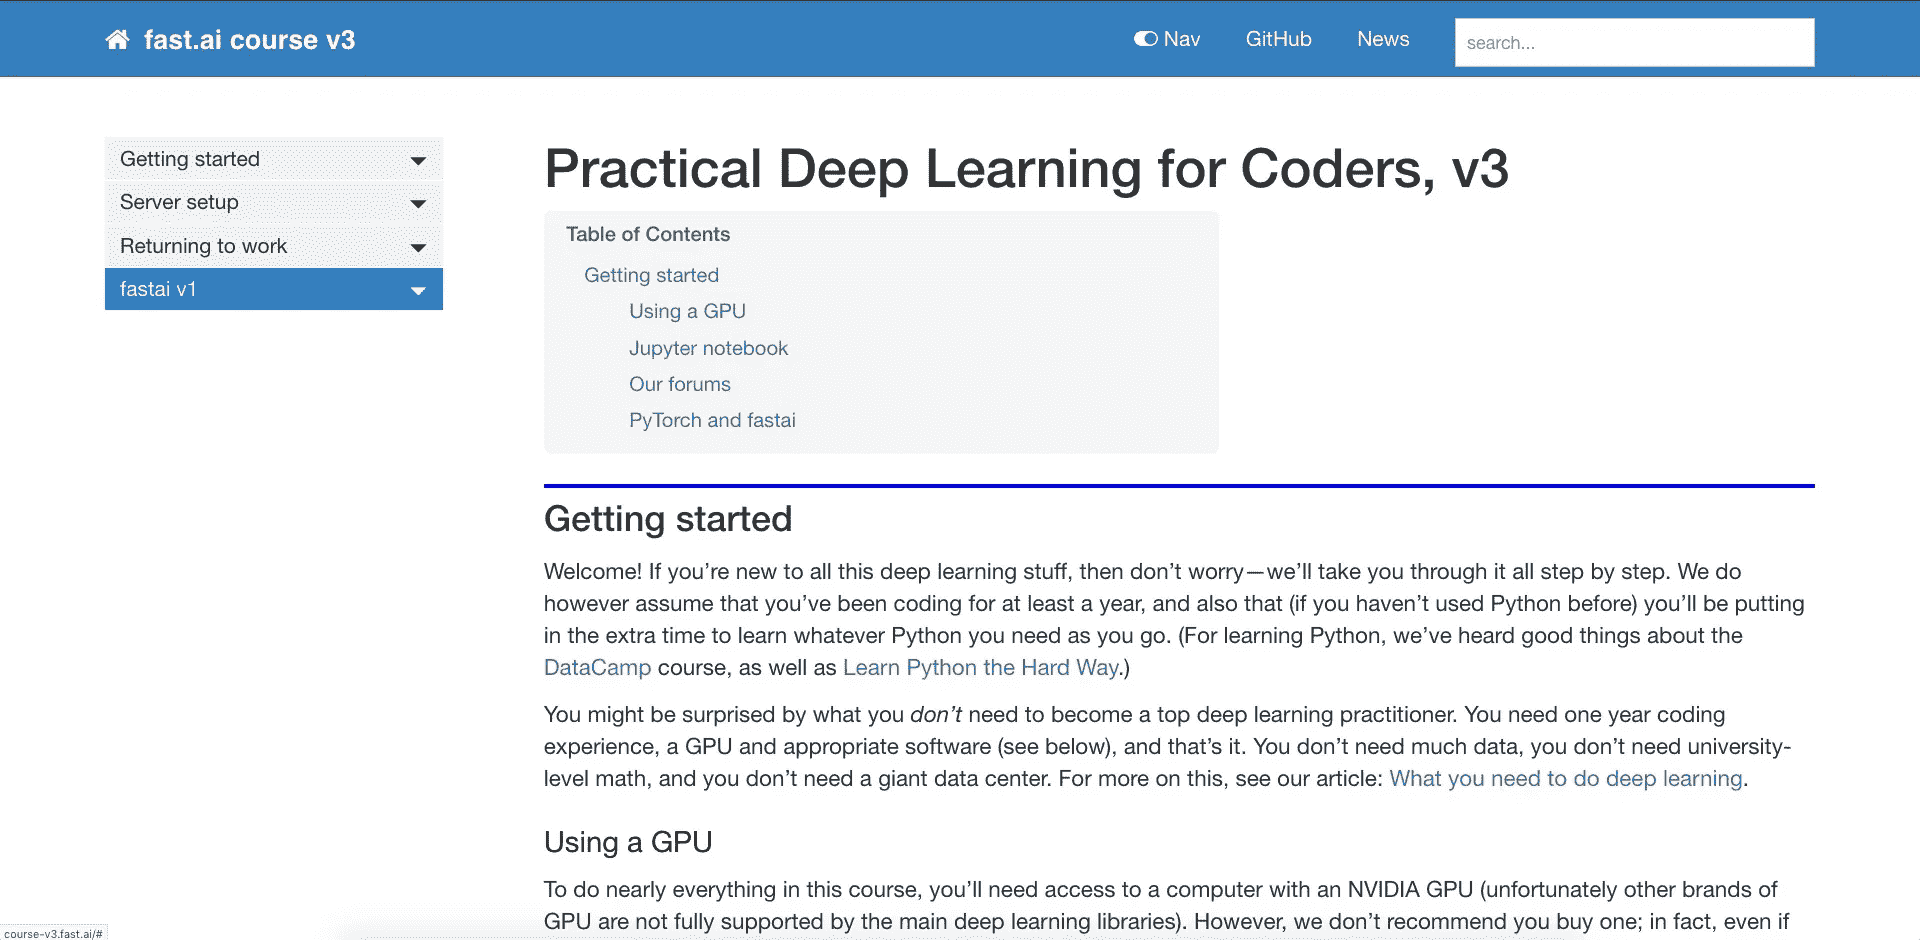 fast.ai course v3
Nav
GitHub
News
search...
Getting started
Server setup
Returning to work
fastai v1
Practical Deep Learning for Coders, v3
Table of Contents
Getting started
Using a GPU
Jupyter notebook
Our forums
PyTorch and fastai
Getting started
Welcome! If you’re new to all this deep learning stuff, then don’t worry—we’ll take you through it all step by step. We do
however assume that you’ve been coding for at least a year, and also that (if you haven’t used Python before) you’ll be putting
in the extra time to learn whatever Python you need as you go. (For learning Python, we’ve heard good things about the
DataCamp course, as well as Learn Python the Hard Way.)
You might be surprised by what you don’t need to become a top deep learning practitioner. You need one year coding
experience, a GPU and appropriate software (see below), and that’s it. You don’t need much data, you don’t need university-
level math, and you don’t need a giant data center. For more on this, see our article: What you need to do deep learning.
Using a GPU
To do nearly everything in this course, you’ll need access to a computer with an NVIDIA GPU (unfortunately other brands of
GPU are not fully supported by the main deep learning libraries). However, we don’t recommend you buy one; in fact, even if
course-v3.fast.ai/#